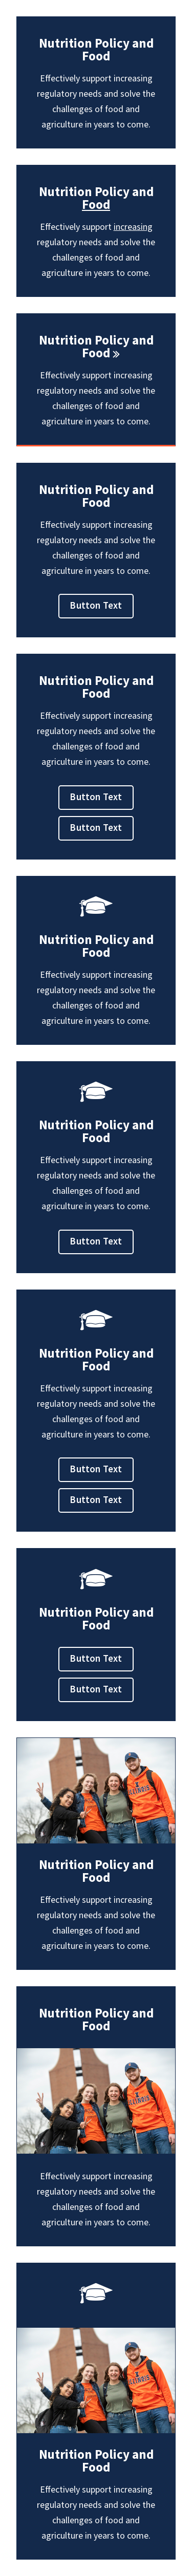 Nutrition Policy and
Food
Effectively support increasing
regulatory needs and solve the
challenges of food and
agriculture in years to come.
Nutrition Policy and
Food
Effectively support increasing
regulatory needs and solve the
challenges of food and
agriculture in years to come.
Nutrition Policy and
Food »
Effectively support increasing
regulatory needs and solve the
challenges of food and
agriculture in years to come.
Nutrition Policy and
Food
Effectively support increasing
regulatory needs and solve the
challenges of food and
agriculture in years to come.
Button Text
Nutrition Policy and
Food
Effectively support increasing
regulatory needs and solve the
challenges of food and
agriculture in years to come.
Button Text
Button Text
Nutrition Policy and
Food
Effectively support increasing
regulatory needs and solve the
challenges of food and
agriculture in years to come.
Nutrition Policy and
Food
Effectively support increasing
regulatory needs and solve the
challenges of food and
agriculture in years to come.
Button Text
Nutrition Policy and
Food
Effectively support increasing
regulatory needs and solve the
challenges of food and
agriculture in years to come.
Button Text
Button Text
Nutrition Policy and
Food
Button Text
Button Text
Nutrition Policy and
Food
Effectively support increasing
regulatory needs and solve the
challenges of food and
agriculture in years to come.
Nutrition Policy and
Food
Effectively support increasing
regulatory needs and solve the
challenges of food and
agriculture in years to come.
Nutrition Policy and
Food
Effectively support increasing
regulatory needs and solve the
challenges of food and
agriculture in years to come.